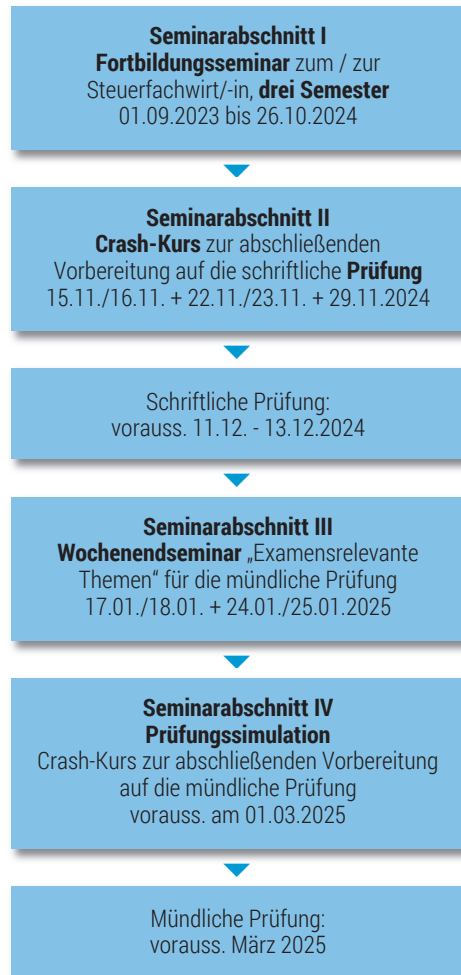 Seminarabschnitt I
Fortbildungsseminar zum / zur
Steuerfachwirt/-in, drei Semester
01.09.2023 bis 26.10.2024
Seminarabschnitt II
Crash-Kurs zur abschließenden
Vorbereitung auf die schriftliche Prüfung
15.11./16.11. + 22.11./23.11. + 29.11.2024
Schriftliche Prüfung:
vorauss. 11.12. - 13.12.2024
Seminarabschnitt III
Wochenendseminar „Examensrelevante
Themen“ für die mündliche Prüfung
17.01./18.01. + 24.01./25.01.2025
Seminarabschnitt IV
Prüfungssimulation
Crash-Kurs zur abschließenden Vorbereitung
auf die mündliche Prüfung
vorauss. am 01.03.2025
Mündliche Prüfung:
vorauss. März 2025